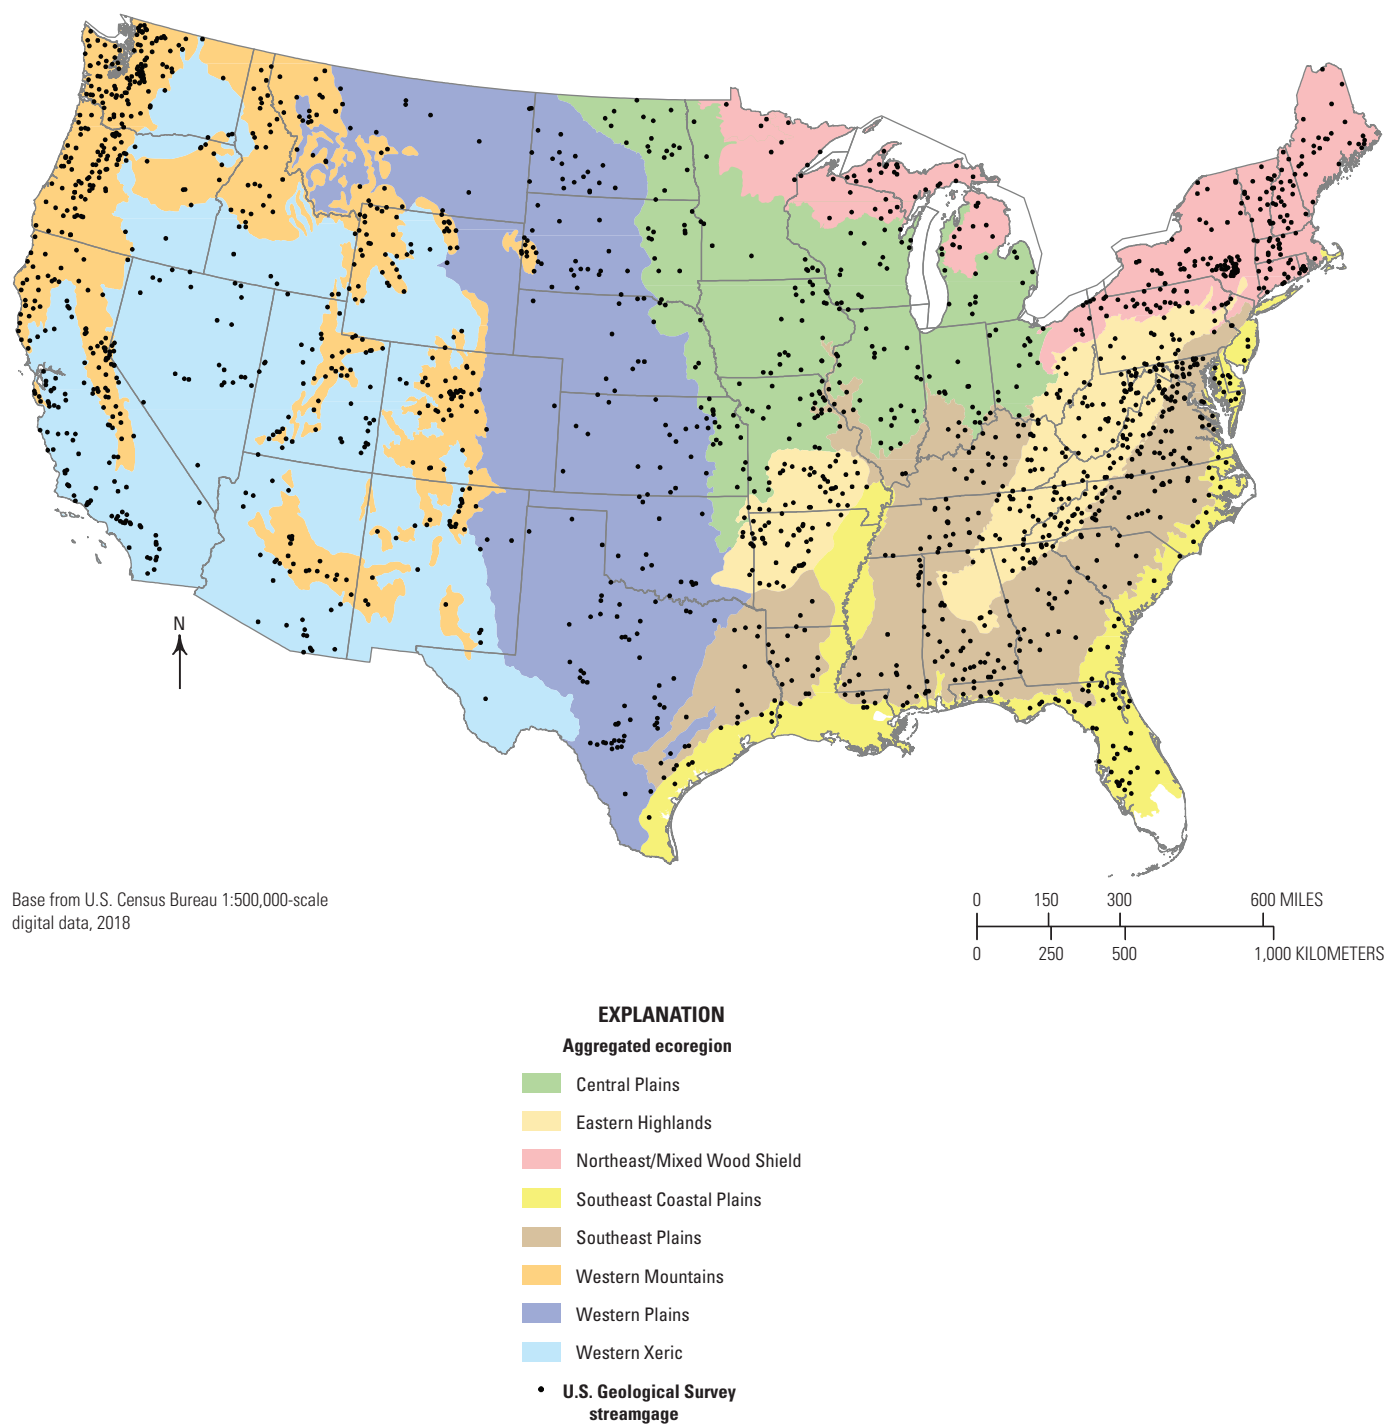 N
Base from U.S. Census Bureau 1:500,000-scale
digital data, 2018
0 150 300 600 MILES
0 250 500 1,000 KILOMETERS
EXPLANATION
Aggregated ecoregion
Central Plains
Eastern Highlands
Northeast/Mixed Wood Shield
Southeast Coastal Plains
Southeast Plains
Western Mountains
Western Plains
Western Xeric
U.S. Geological Survey
streamgage